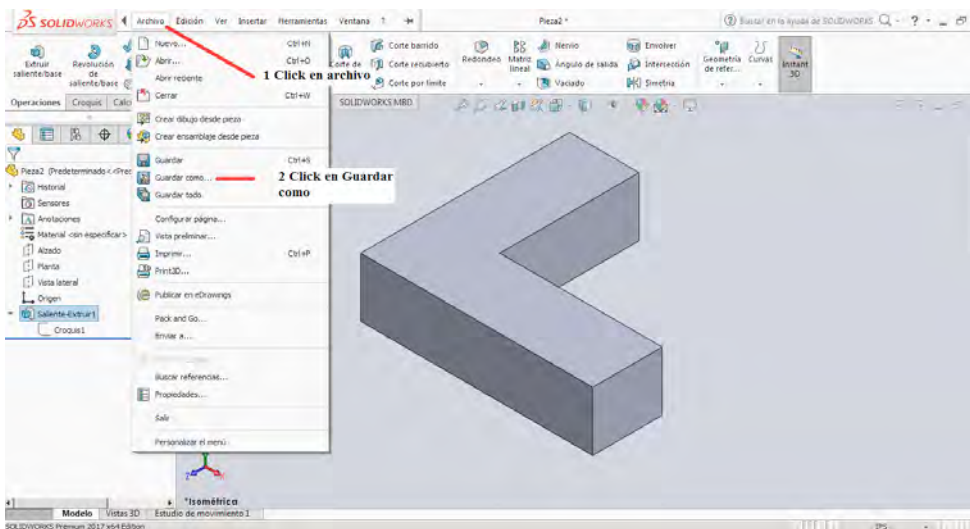 SOLIDWORKS Archivo Edición Ver Insertar Herramientas Ventana ? Pieza2 * Buscar en la ayuda de SOLIDWORKS
Extruir saliente/base
Revolución de saliente/base
Nuevo... Ctrl+N
Abrir... Ctrl+O
Abrir reciente
1 Click en archivo
Cerrar Ctrl+W
Crear dibujo desde pieza
Crear ensamblaje desde pieza
Guardar Ctrl+S
Guardar como...
2 Click en Guardar
como
Guardar todo
Configurar página...
Vista preliminar...
Imprimir... Ctrl+P
Print3D...
Publicar en eDrawings
Pack and Go...
Enviar a...
Buscar referencias...
Propiedades...
Salir
Personalizar el menú
Corte de
Corte barrido
Corte recubierto
Corte por límite
Redondeo
Matriz lineal
Nervio
Ángulo de salida
Vaciado
Envolver
Intersección
Simetría
Geometría de refer...
Curvas
Instant 3D
Operaciones Croquis Calc
SOLIDWORKS MBD
Pieza2 (Predeterminado<<Prec
Historial
Sensores
Anotaciones
Material <sin especificar>
Alzado
Planta
Vista lateral
Origen
Saliente-Extruir1
Croquis1
Z X
*Isométrica
Modelo Vistas 3D Estudio de movimiento 1
SOLIDWORKS Premium 2017 x64 Edition IPS